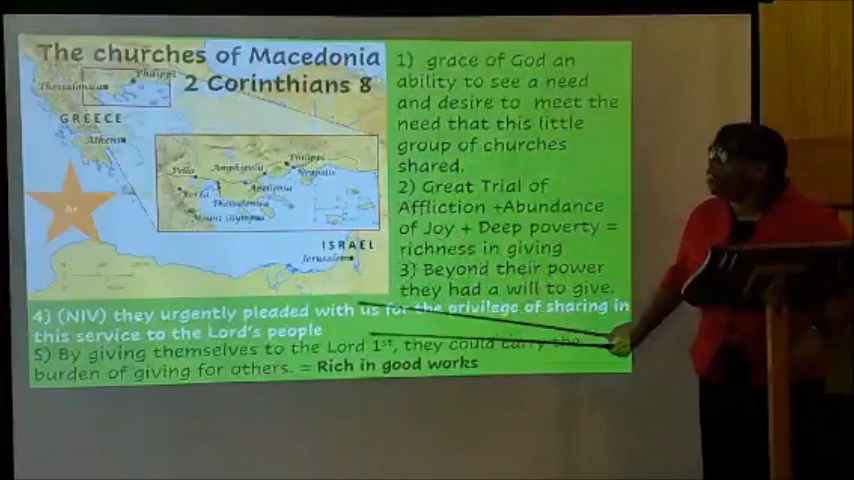 The churches of Macedonia
2 Corinthians 8
Philippi
Thessalonica
GREECE
Athens
Philippi
Pella
Amphipolis
Neapolis
Berea
Apollonia
Thessalonica
Mount Olympus
ISRAEL
Jerusalem
1) grace of God an
ability to see a need
and desire to meet the
need that this little
group of churches
shared.
2) Great Trial of
Affliction +Abundance
of Joy + Deep poverty =
richness in giving
3) Beyond their power
they had a will to give.
4) (NIV) they urgently pleaded with us for the privilege of sharing in
this service to the Lord's people
5) By giving themselves to the Lord 1st, they could carry the
burden of giving for others. = Rich in good works